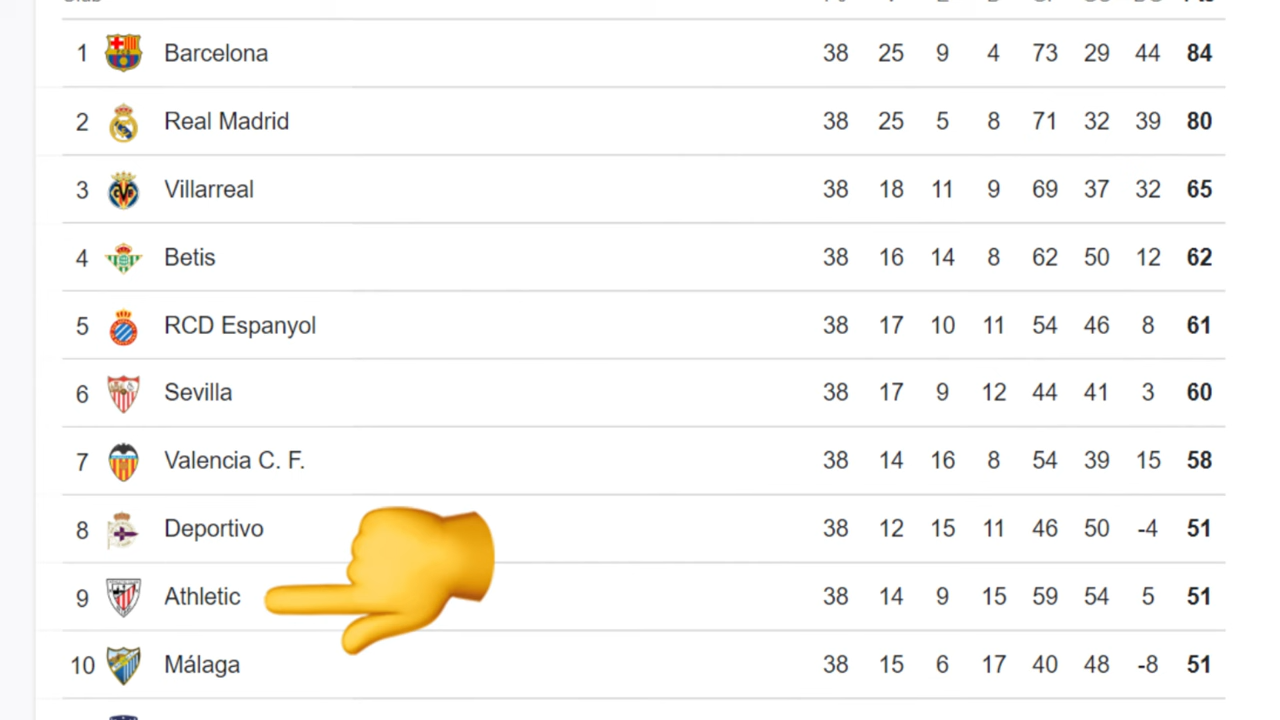 1 Barcelona 38 25 9 4 73 29 44 84
2 Real Madrid 38 25 5 8 71 32 39 80
3 Villarreal 38 18 11 9 69 37 32 65
4 Betis 38 16 14 8 62 50 12 62
5 RCD Espanyol 38 17 10 11 54 46 8 61
6 Sevilla 38 17 9 12 44 41 3 60
7 Valencia C. F. 38 14 16 8 54 39 15 58
8 Deportivo 38 12 15 11 46 50 -4 51
9 Athletic 38 14 9 15 59 54 5 51
10 Málaga 38 15 6 17 40 48 -8 51